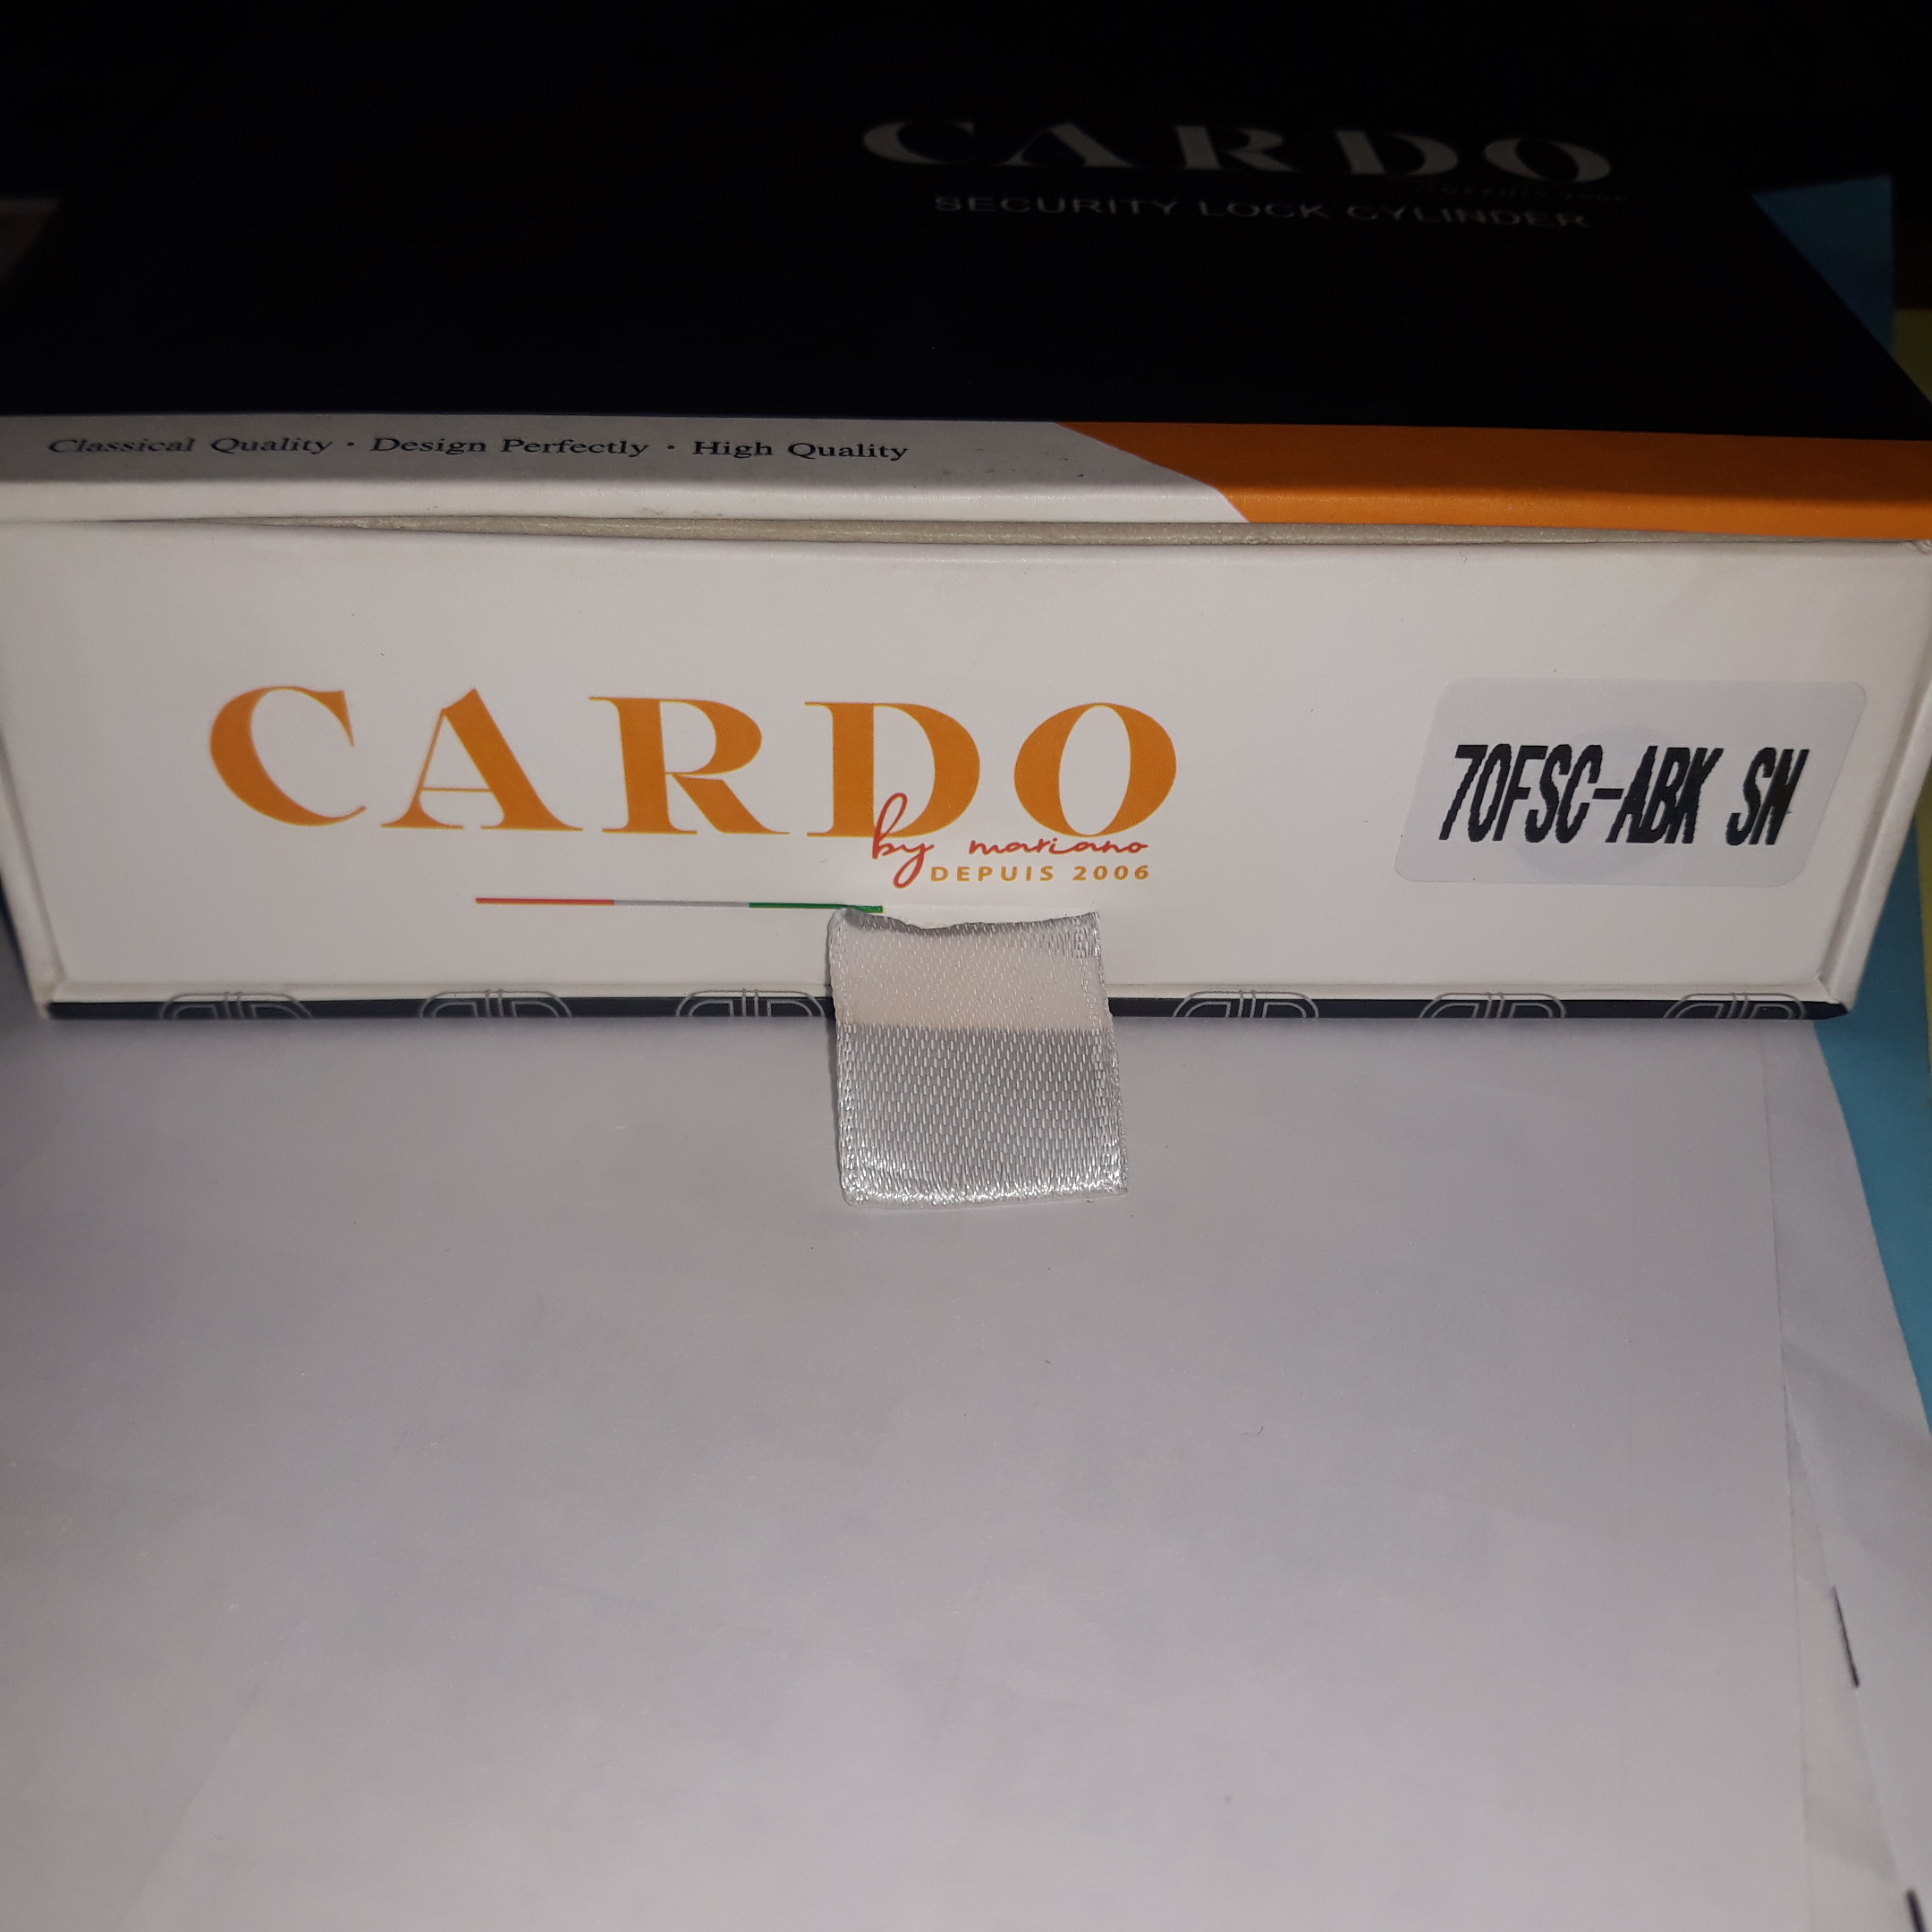 CARDO
SECURITY LOCK CYLINDER
Classical Quality · Design Perfectly · High Quality
CARDO
by mariano
DEPUIS 2006
70FSC-ABK SN